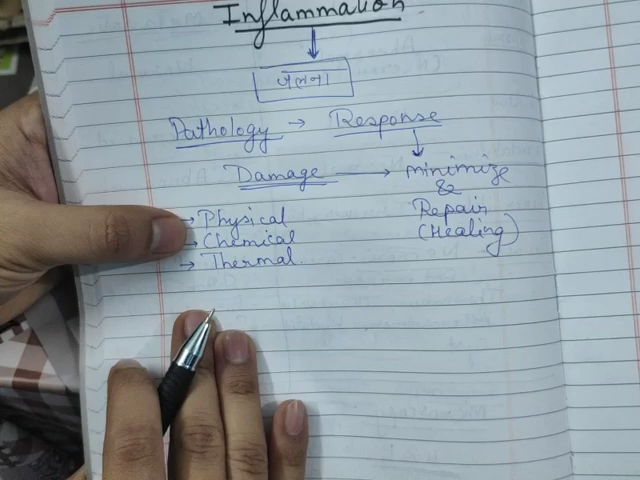 Inflammation
जलना
Pathology → Response
Damage → minimize
&
Repair
(Healing)
→ Physical
→ Chemical
→ Thermal